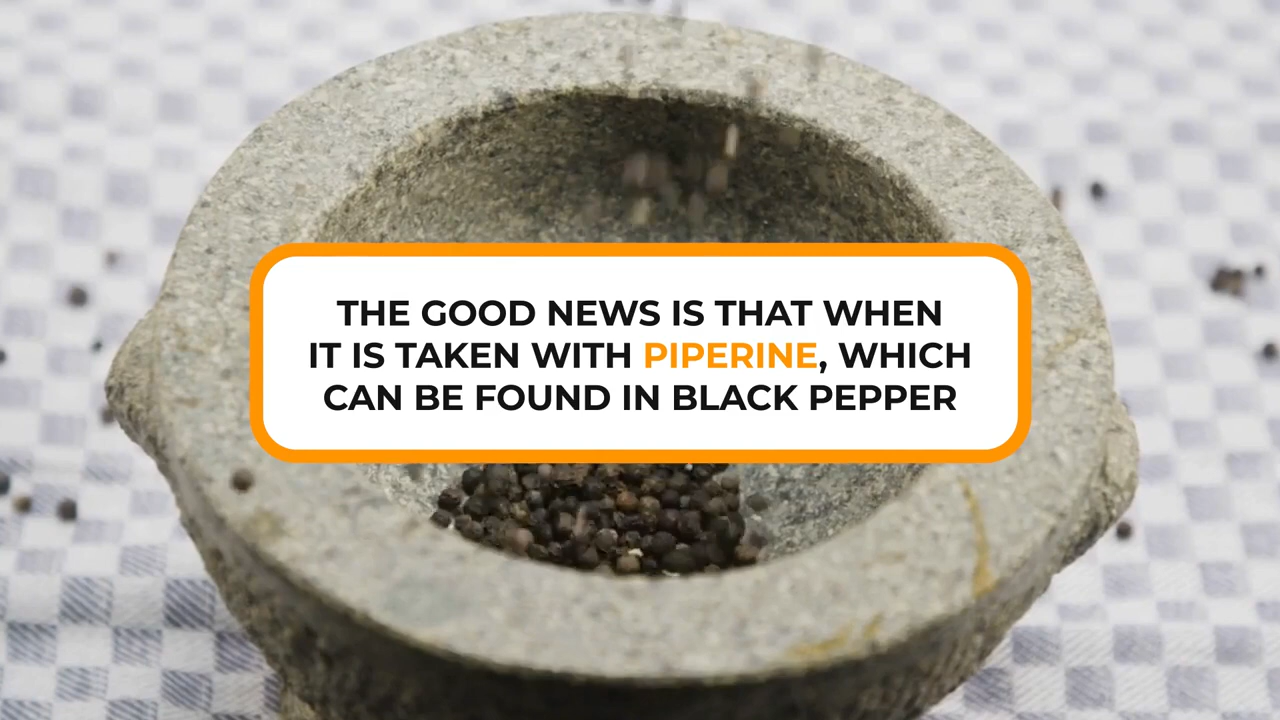 THE GOOD NEWS IS THAT WHEN
IT IS TAKEN WITH PIPERINE, WHICH
CAN BE FOUND IN BLACK PEPPER